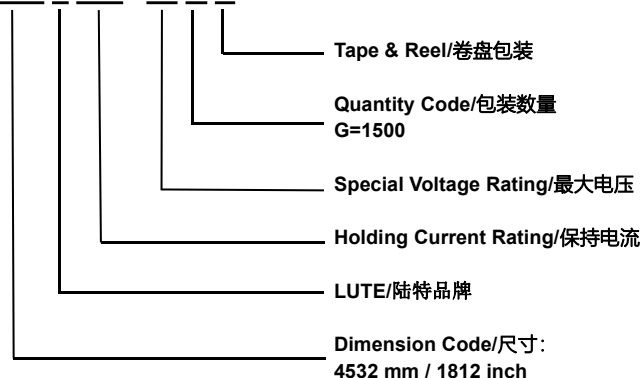 Tape & Reel/卷盘包装
Quantity Code/包装数量
G=1500
Special Voltage Rating/最大电压
Holding Current Rating/保持电流
LUTE/陆特品牌
Dimension Code/尺寸：
4532 mm / 1812 inch